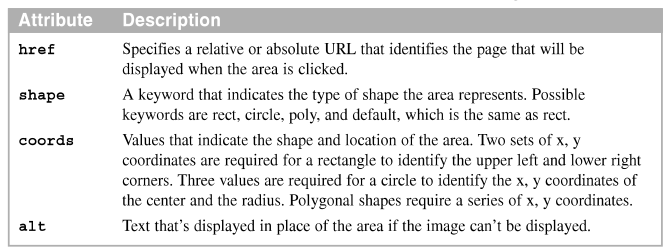 Attribute Description
href Specifies a relative or absolute URL that identifies the page that will be
displayed when the area is clicked.
shape A keyword that indicates the type of shape the area represents. Possible
keywords are rect, circle, poly, and default, which is the same as rect.
coords Values that indicate the shape and location of the area. Two sets of x, y
coordinates are required for a rectangle to identify the upper left and lower right
corners. Three values are required for a circle to identify the x, y coordinates of
the center and the radius. Polygonal shapes require a series of x, y coordinates.
alt Text that's displayed in place of the area if the image can't be displayed.